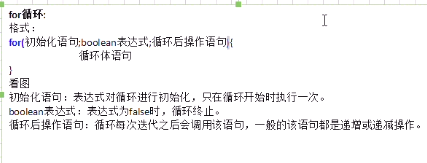 for循环:
格式：
for(初始化语句;boolean表达式;循环后操作语句){
循环体语句
}
看图
初始化语句：表达式对循环进行初始化，只在循环开始时执行一次。
boolean表达式：表达式为false时，循环终止。
循环后操作语句：循环每次迭代之后会调用该语句，一般的该语句都是递增或递减操作。